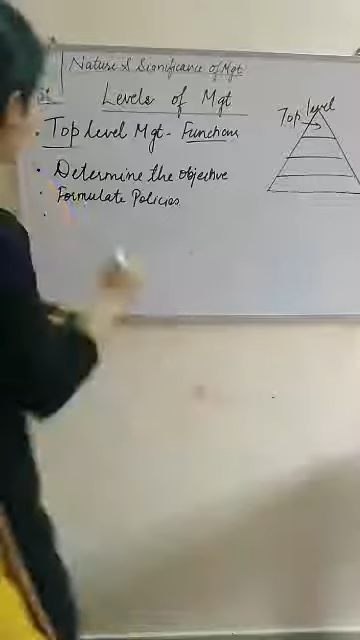 Nature & Significance of Mgt
Levels of Mgt
Top level
• Top level Mgt - Functions
• Determine the objective
• Formulate Policies
•